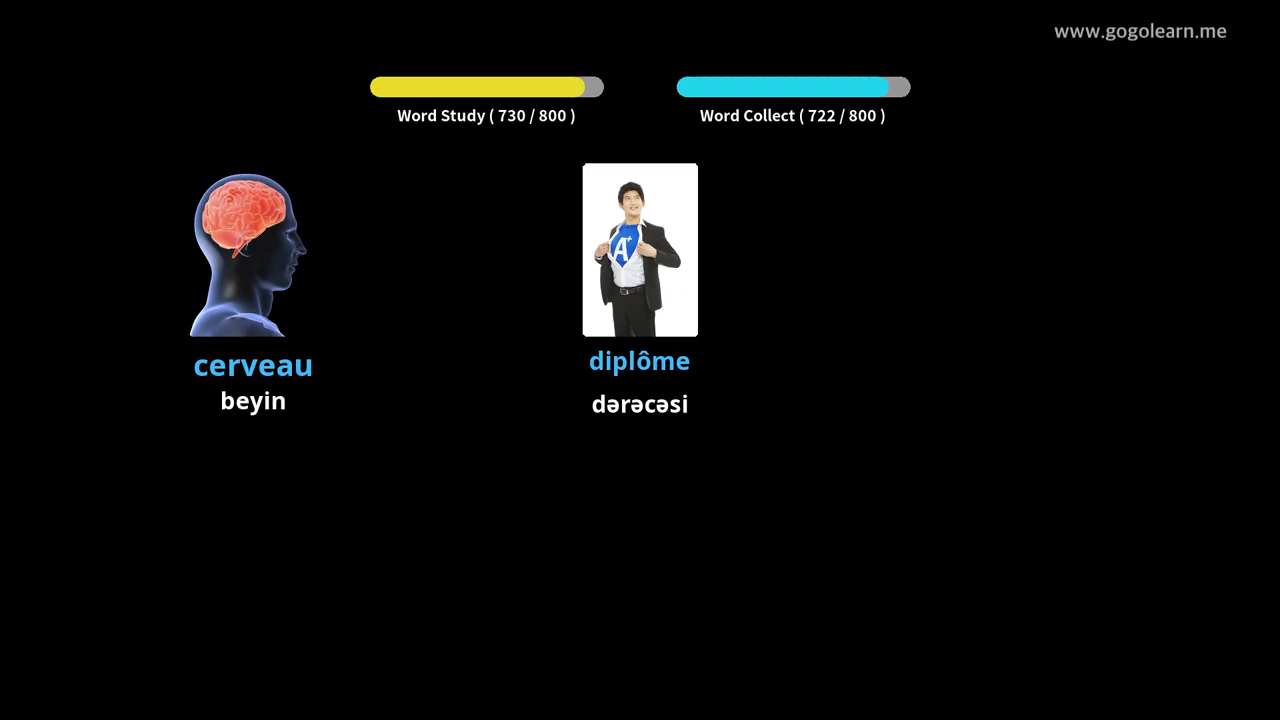 www.gogolearn.me
Word Study ( 730 / 800 )
Word Collect ( 722 / 800 )
A+
cerveau
diplôme
beyin
dərəcəsi